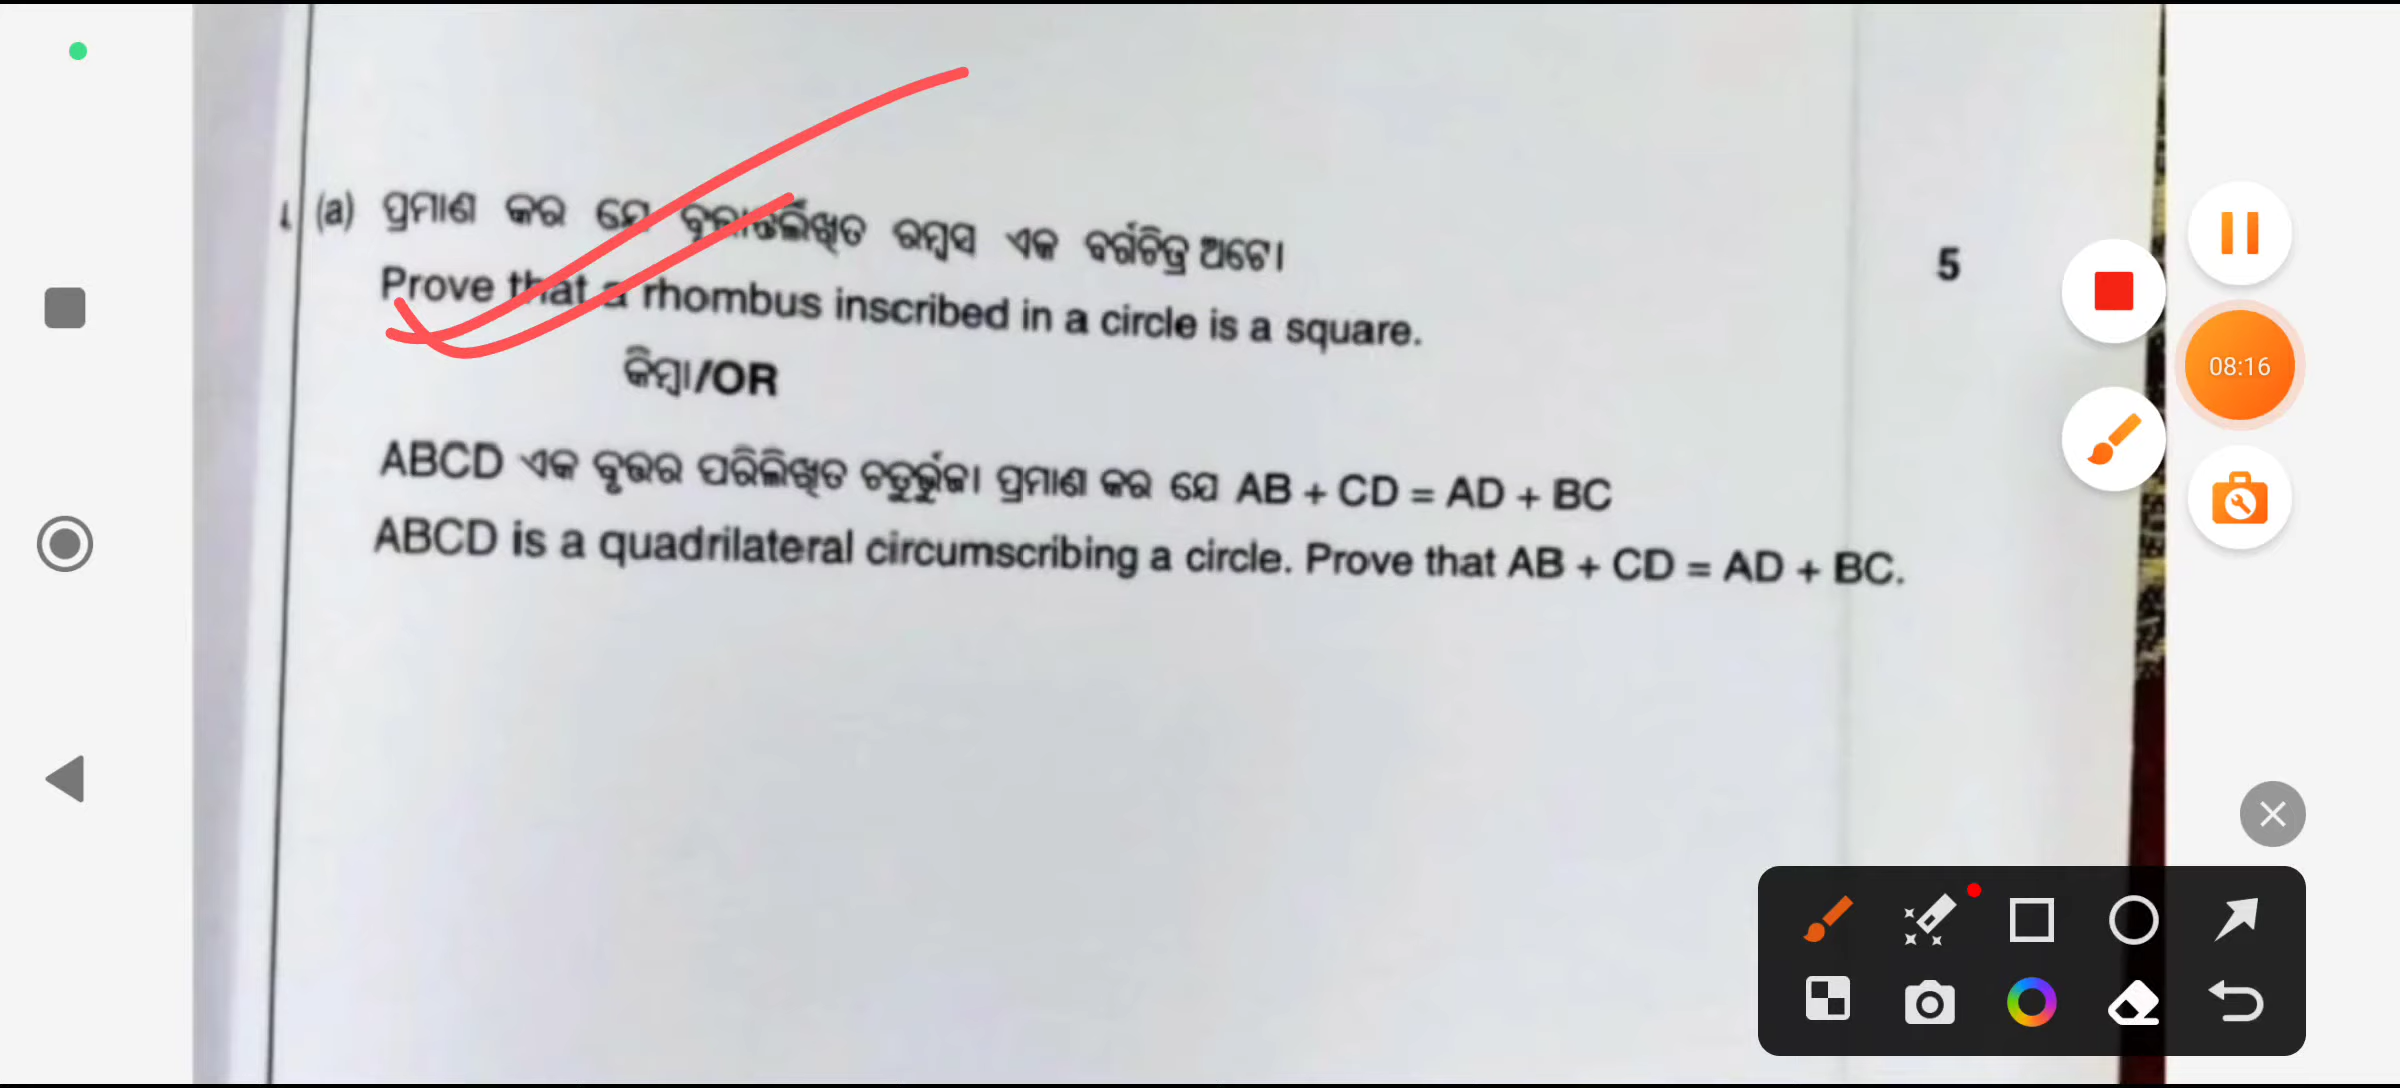 (a) ପ୍ରମାଣ କର ଯେ ବୃତ୍ତାନ୍ତର୍ଲିଖିତ ରମ୍ବସ ଏକ ବର୍ଗଚିତ୍ର ଅଟେ।
5
Prove that a rhombus inscribed in a circle is a square.
କିମ୍ବା/OR
ABCD ଏକ ବୃତ୍ତର ପରିଲିଖିତ ଚତୁର୍ଭୁଜ। ପ୍ରମାଣ କର ଯେ AB + CD = AD + BC
ABCD is a quadrilateral circumscribing a circle. Prove that AB + CD = AD + BC.
08:16